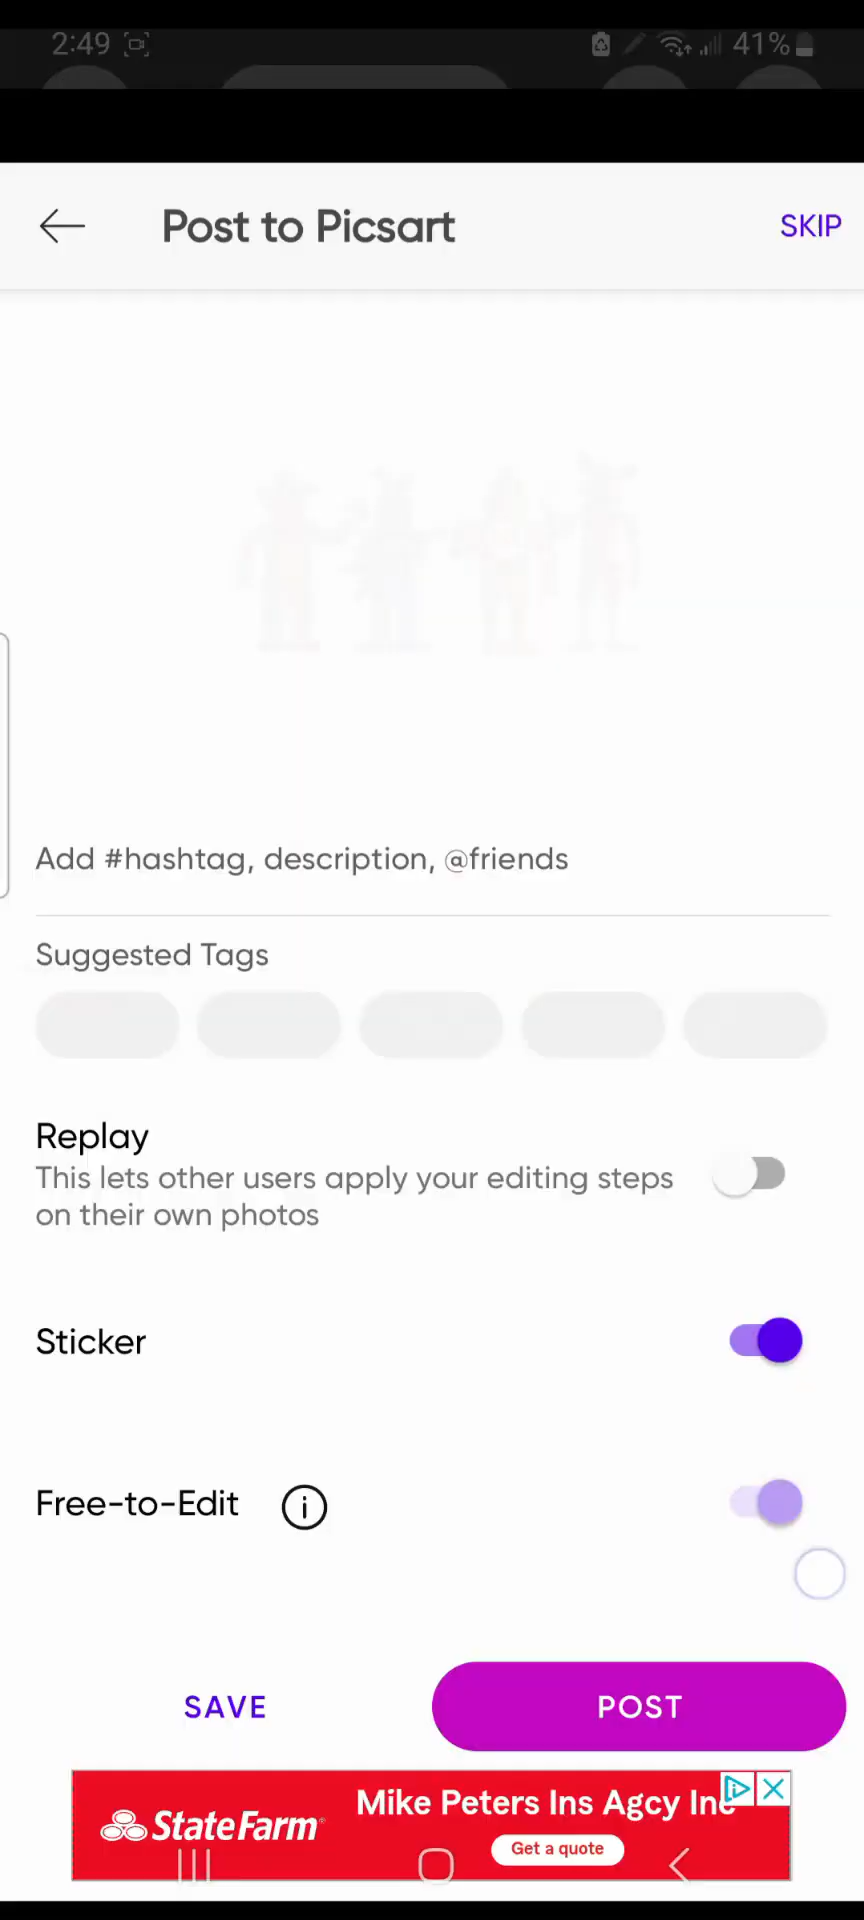 2:49
41%
Post to Picsart
SKIP
Add #hashtag, description, @friends
Suggested Tags
Replay
This lets other users apply your editing steps
on their own photos
Sticker
Free-to-Edit
SAVE
POST
StateFarm
Mike Peters Ins Agcy Inc
Get a quote